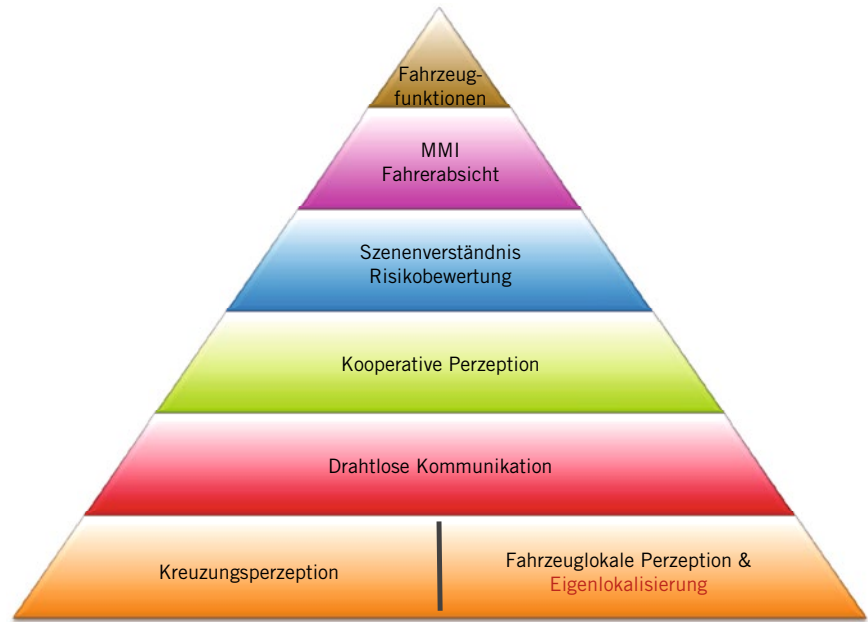 Fahrzeug-
funktionen
MMI
Fahrerabsicht
Szenenverständnis
Risikobewertung
Kooperative Perzeption
Drahtlose Kommunikation
Kreuzungsperzeption
Fahrzeuglokale Perzeption &
Eigenlokalisierung